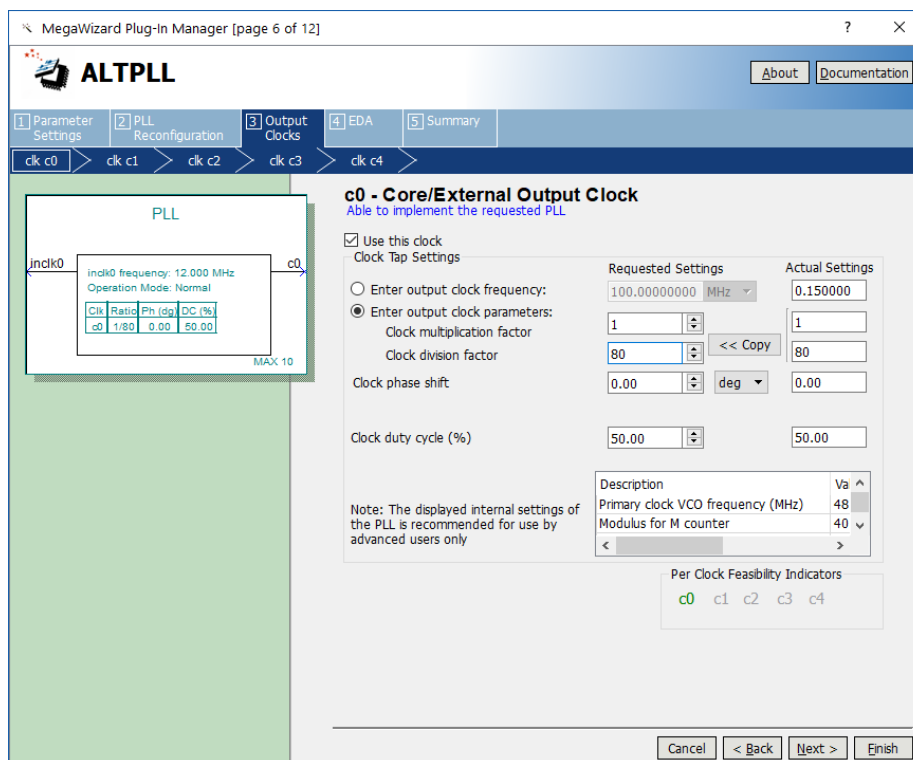 MegaWizard Plug-In Manager [page 6 of 12]
? X
ALTPLL
About Documentation
1 Parameter Settings
2 PLL Reconfiguration
3 Output Clocks
4 EDA
5 Summary
clk c0 clk c1 clk c2 clk c3 clk c4
PLL
inclk0
c0
inclk0 frequency: 12.000 MHz
Operation Mode: Normal
Clk Ratio Ph (dg) DC (%)
c0 1/80 0.00 50.00
MAX 10
c0 - Core/External Output Clock
Able to implement the requested PLL
Use this clock
Clock Tap Settings
Requested Settings Actual Settings
Enter output clock frequency: 100.00000000 MHz 0.150000
Enter output clock parameters:
Clock multiplication factor 1 1
Clock division factor 80 << Copy 80
Clock phase shift 0.00 deg 0.00
Clock duty cycle (%) 50.00 50.00
Note: The displayed internal settings of
the PLL is recommended for use by
advanced users only
Description Va
Primary clock VCO frequency (MHz) 48
Modulus for M counter 40
Per Clock Feasibility Indicators
c0 c1 c2 c3 c4
Cancel < Back Next > Finish